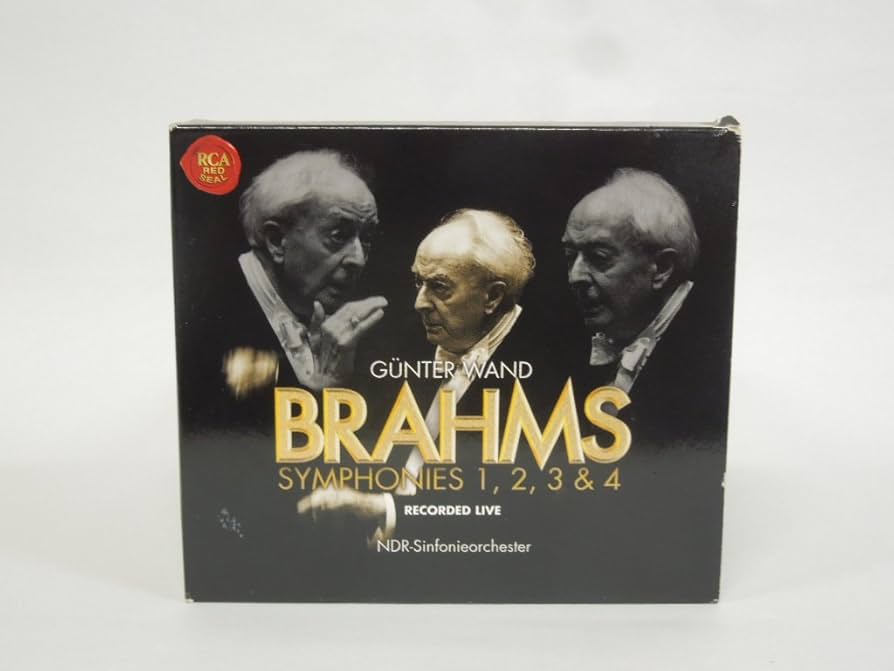 RCA
RED
SEAL
GÜNTER WAND
BRAHMS
SYMPHONIES 1, 2, 3 & 4
RECORDED LIVE
NDR-Sinfonieorchester